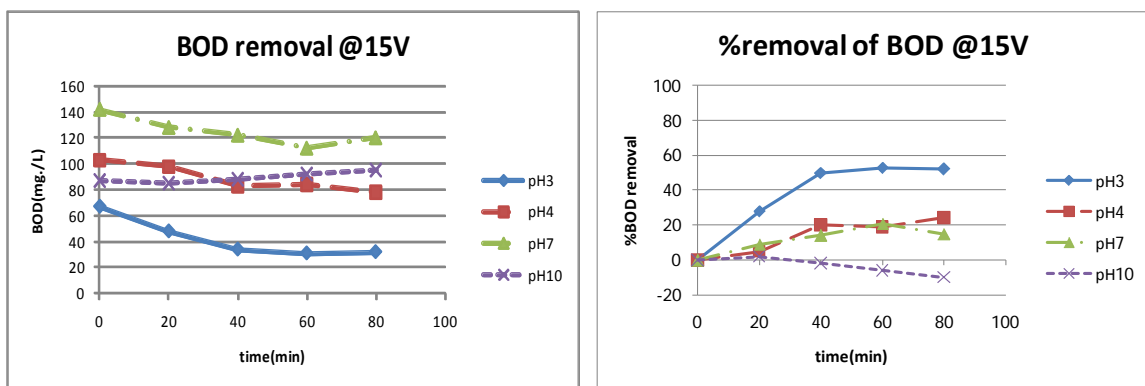 BOD removal @15V
160
140
120
100
80
60
40
20
0
BOD(mg./L)
0 20 40 60 80 100
time(min)
pH3
pH4
pH7
pH10
%removal of BOD @15V
100
80
60
40
20
0
-20
%BOD removal
0 20 40 60 80 100
time(min)
pH3
pH4
pH7
pH10